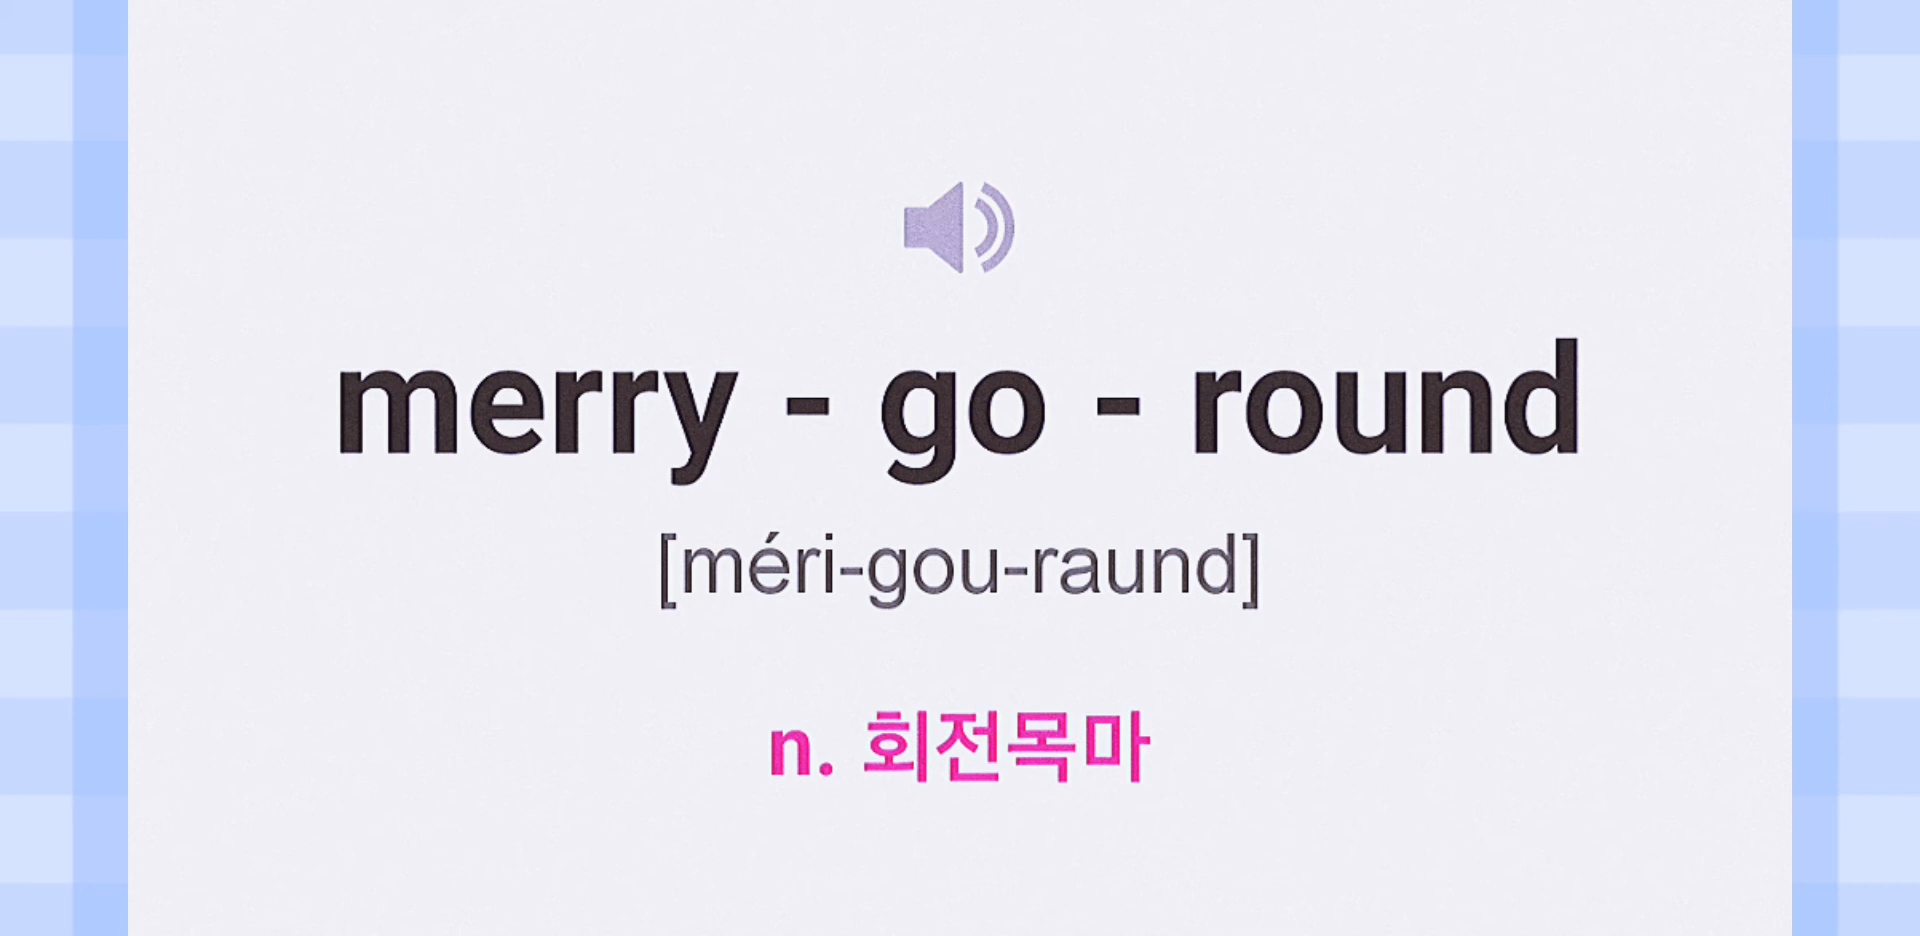 merry - go - round
[méri-gou-raund]
n. 회전목마